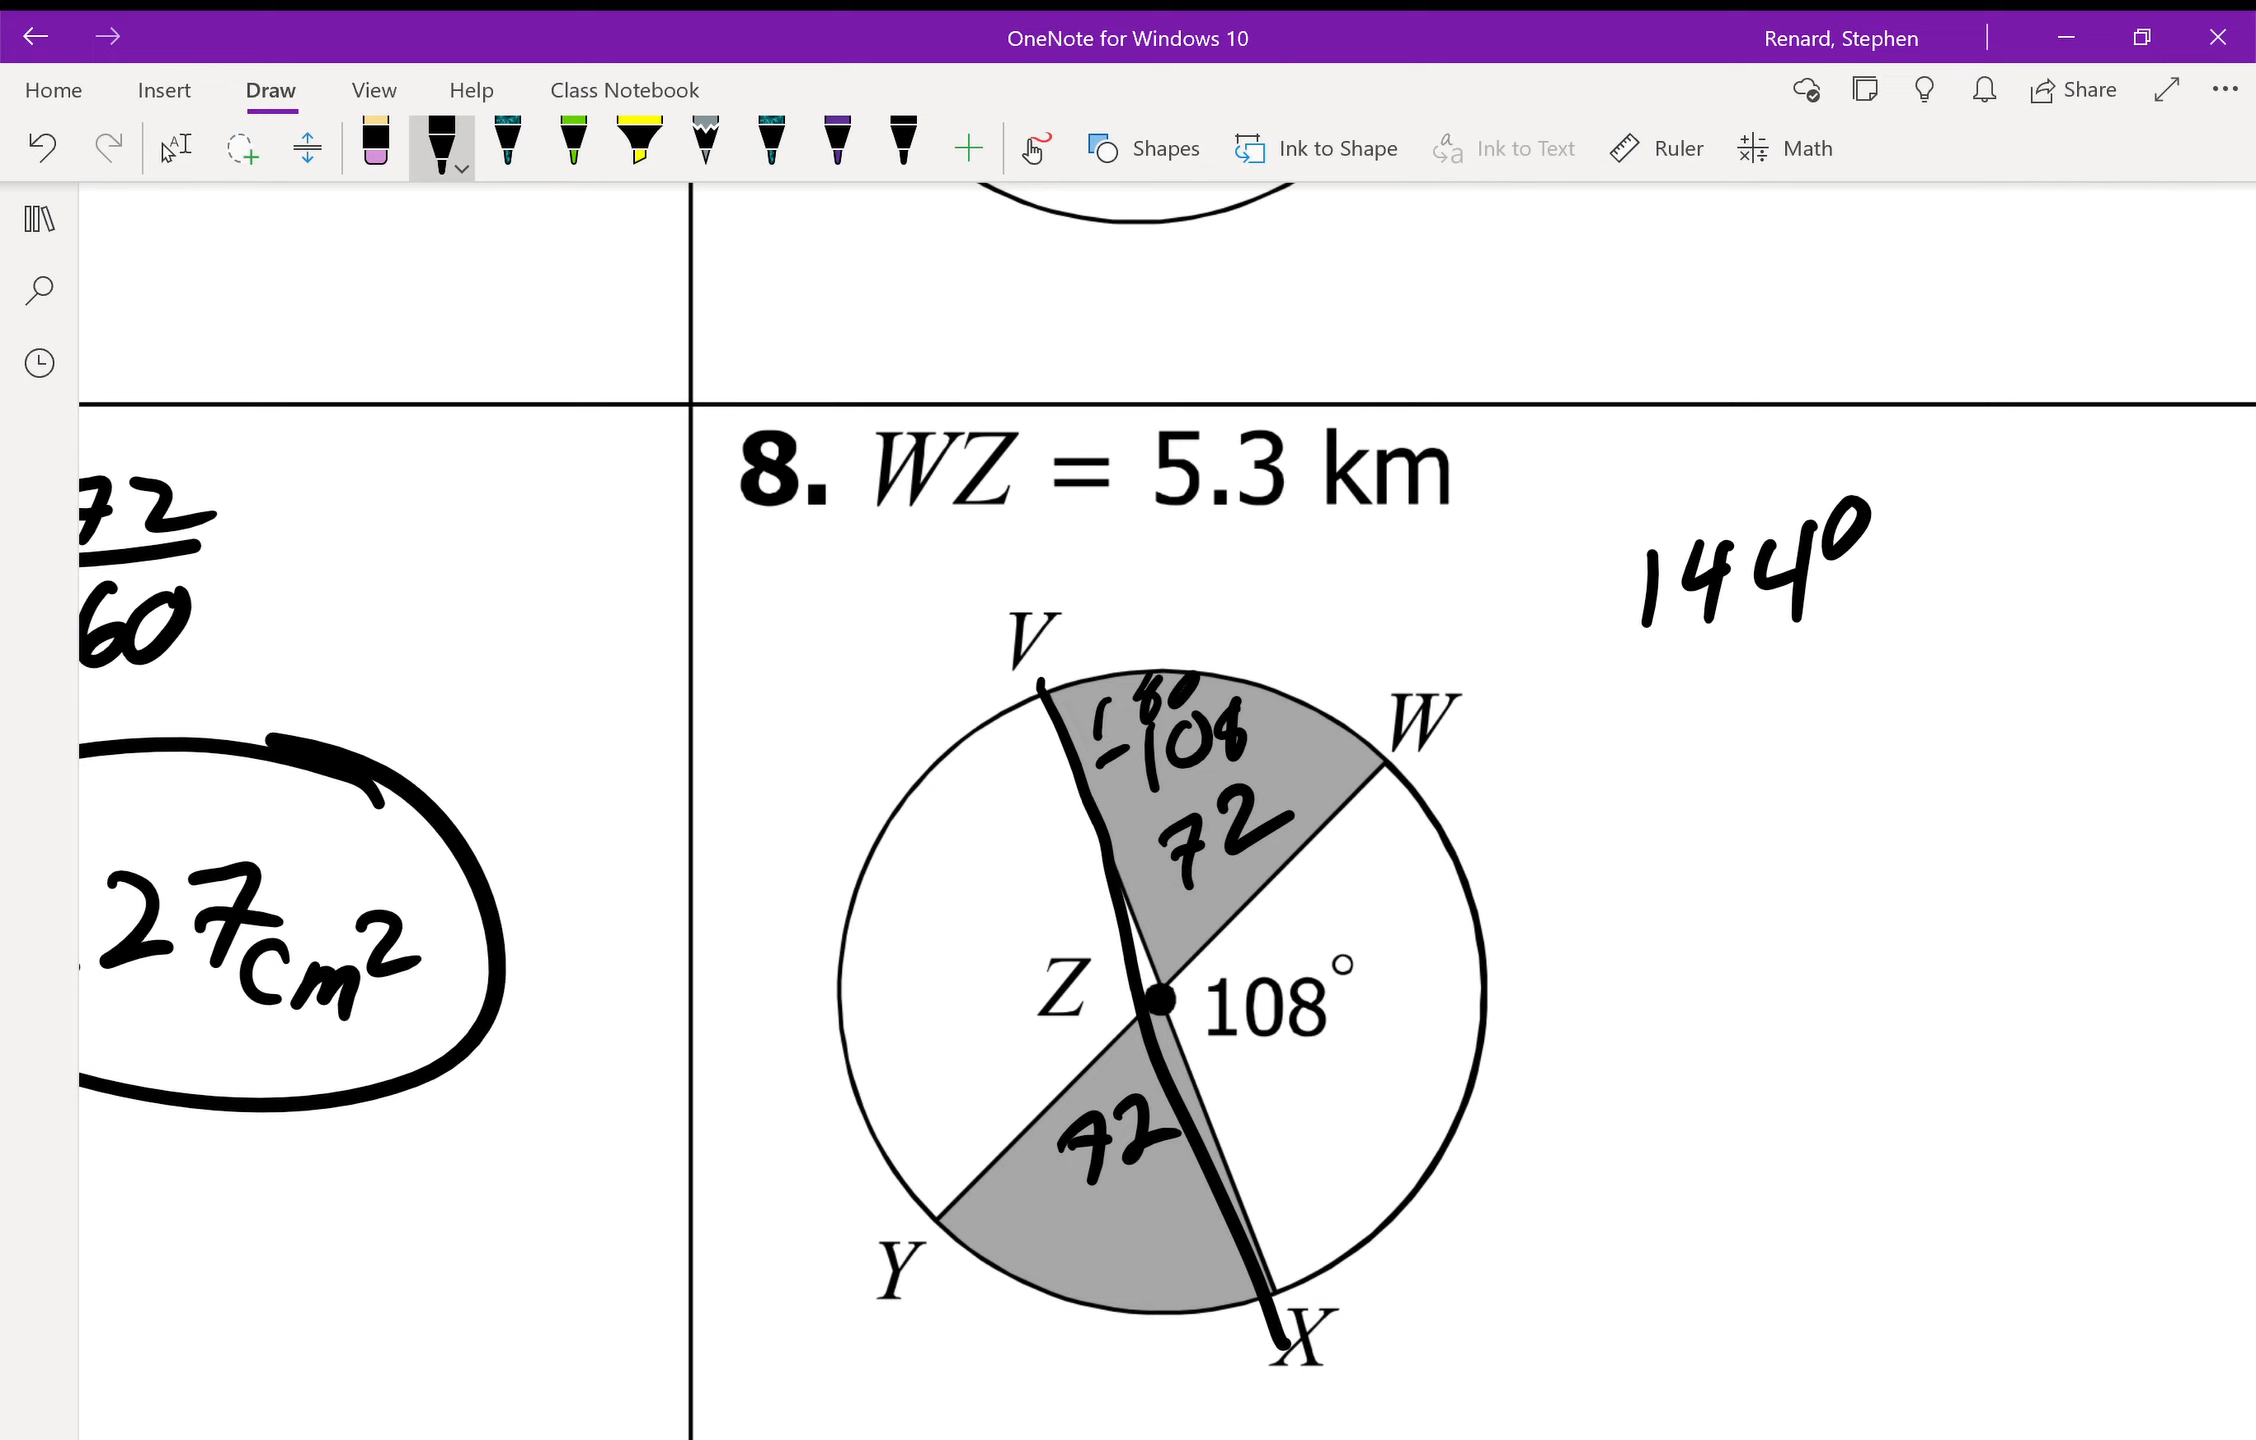 OneNote for Windows 10
Renard, Stephen
Home Insert Draw View Help Class Notebook
Share
Shapes Ink to Shape Ink to Text Ruler Math
8. WZ = 5.3 km
72
60
144°
V
180
-108
W
72
27cm²
Z
108°
72
Y
X